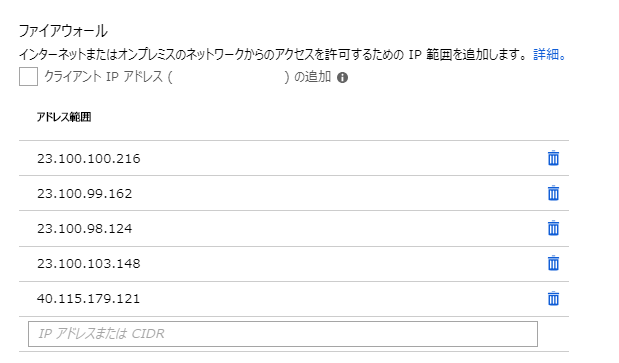 ファイアウォール
インターネットまたはオンプレミスのネットワークからのアクセスを許可するための IP 範囲を追加します。 詳細。
クライアント IP アドレス ( ) の追加
アドレス範囲
23.100.100.216
23.100.99.162
23.100.98.124
23.100.103.148
40.115.179.121
IP アドレスまたは CIDR